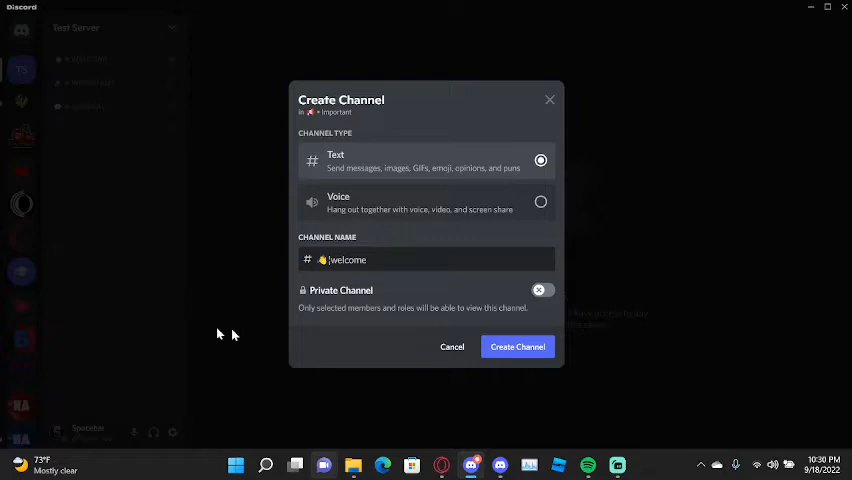 Discord
Test Server
TS
Create Channel
in 📢 • Important
CHANNEL TYPE
Text
Send messages, images, GIFs, emoji, opinions, and puns
Voice
Hang out together with voice, video, and screen share
CHANNEL NAME
# 👋¦welcome
Private Channel
Only selected members and roles will be able to view this channel.
Cancel
Create Channel
NA
NA
73°F
Mostly clear
10:30 PM
9/18/2022